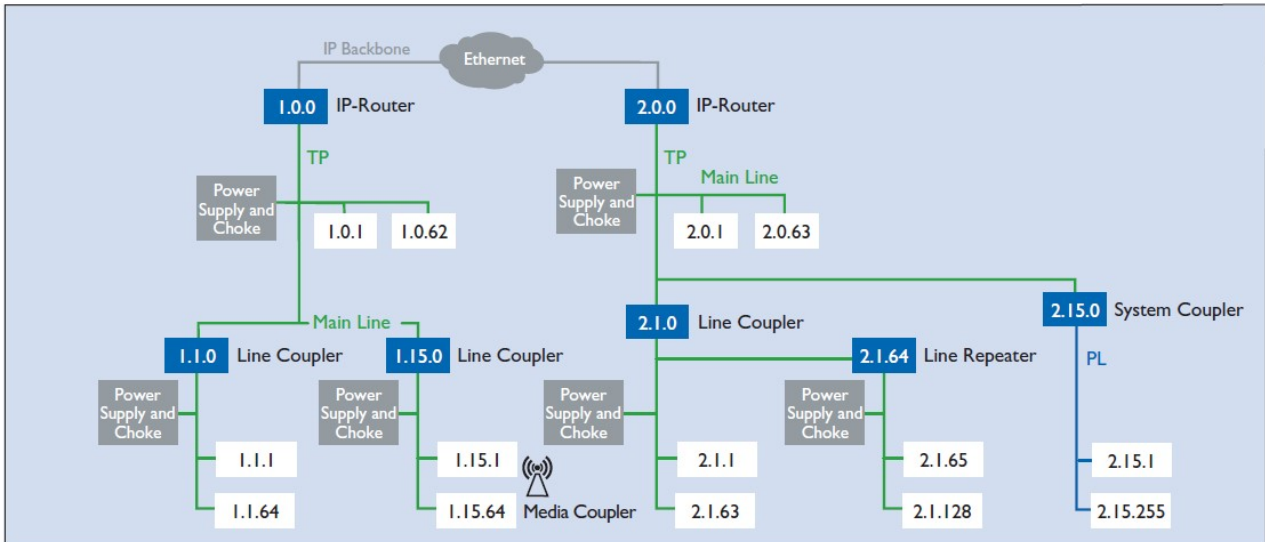 IP Backbone
Ethernet
1.0.0 IP-Router
2.0.0 IP-Router
TP
TP
Power
Supply and
Choke
1.0.1
1.0.62
Power
Supply and
Choke
Main Line
2.0.1
2.0.63
Main Line
1.1.0 Line Coupler
1.15.0 Line Coupler
2.1.0 Line Coupler
2.15.0 System Coupler
2.1.64 Line Repeater
PL
Power
Supply and
Choke
Power
Supply and
Choke
Power
Supply and
Choke
Power
Supply and
Choke
1.1.1
1.15.1
2.1.1
2.1.65
2.15.1
1.1.64
1.15.64 Media Coupler
2.1.63
2.1.128
2.15.255